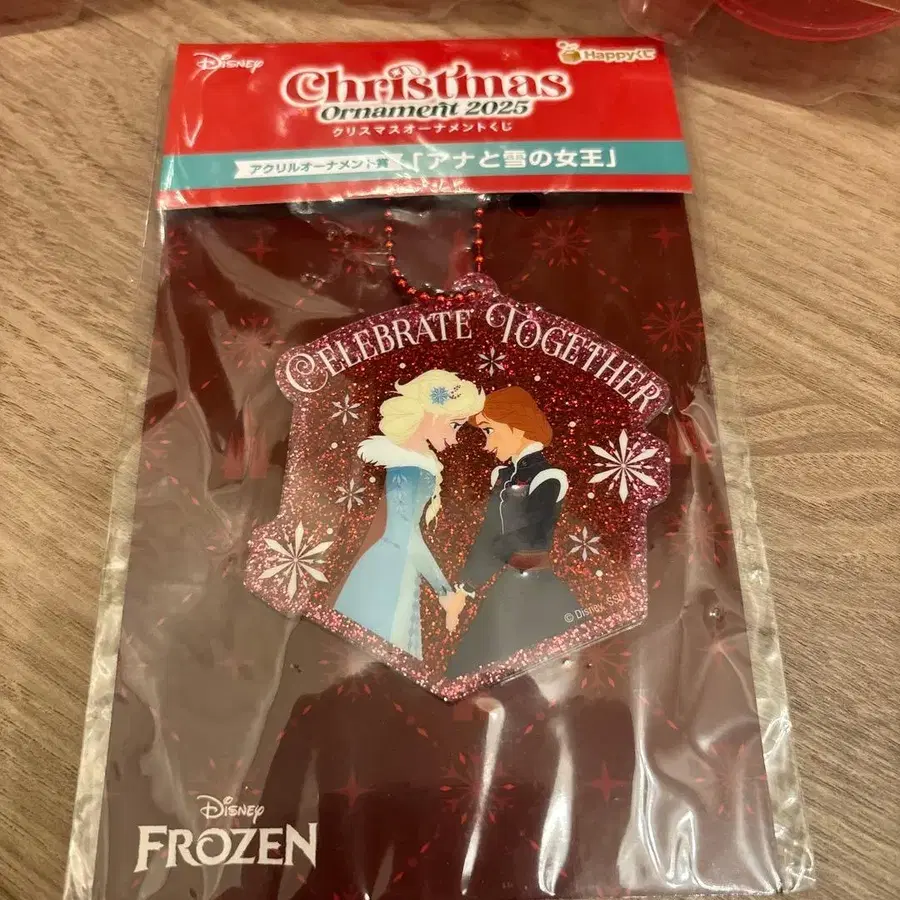 Disney
Happyくじ
Christmas
Ornament 2025
クリスマスオーナメントくじ
アクリルオーナメント賞
「アナと雪の女王」
CELEBRATE TOGETHER
© Disney
Disney
FROZEN